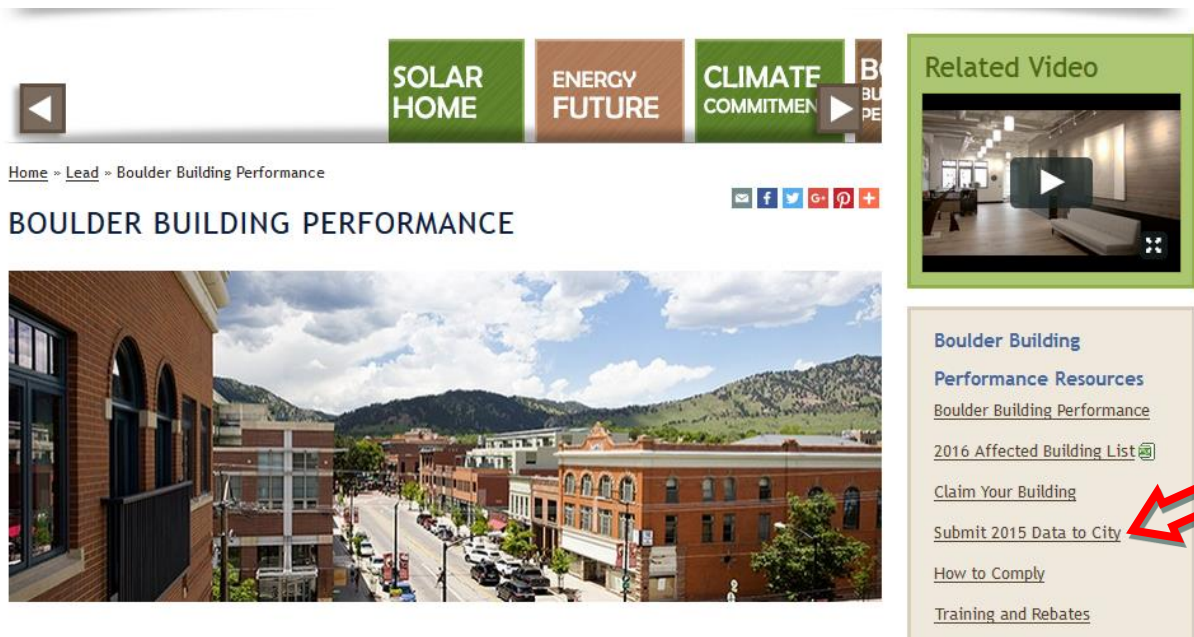 SOLAR
HOME
ENERGY
FUTURE
CLIMATE
COMMITMEN
Related Video
Home » Lead » Boulder Building Performance
BOULDER BUILDING PERFORMANCE
Boulder Building
Performance Resources
Boulder Building Performance
2016 Affected Building List
Claim Your Building
Submit 2015 Data to City
How to Comply
Training and Rebates